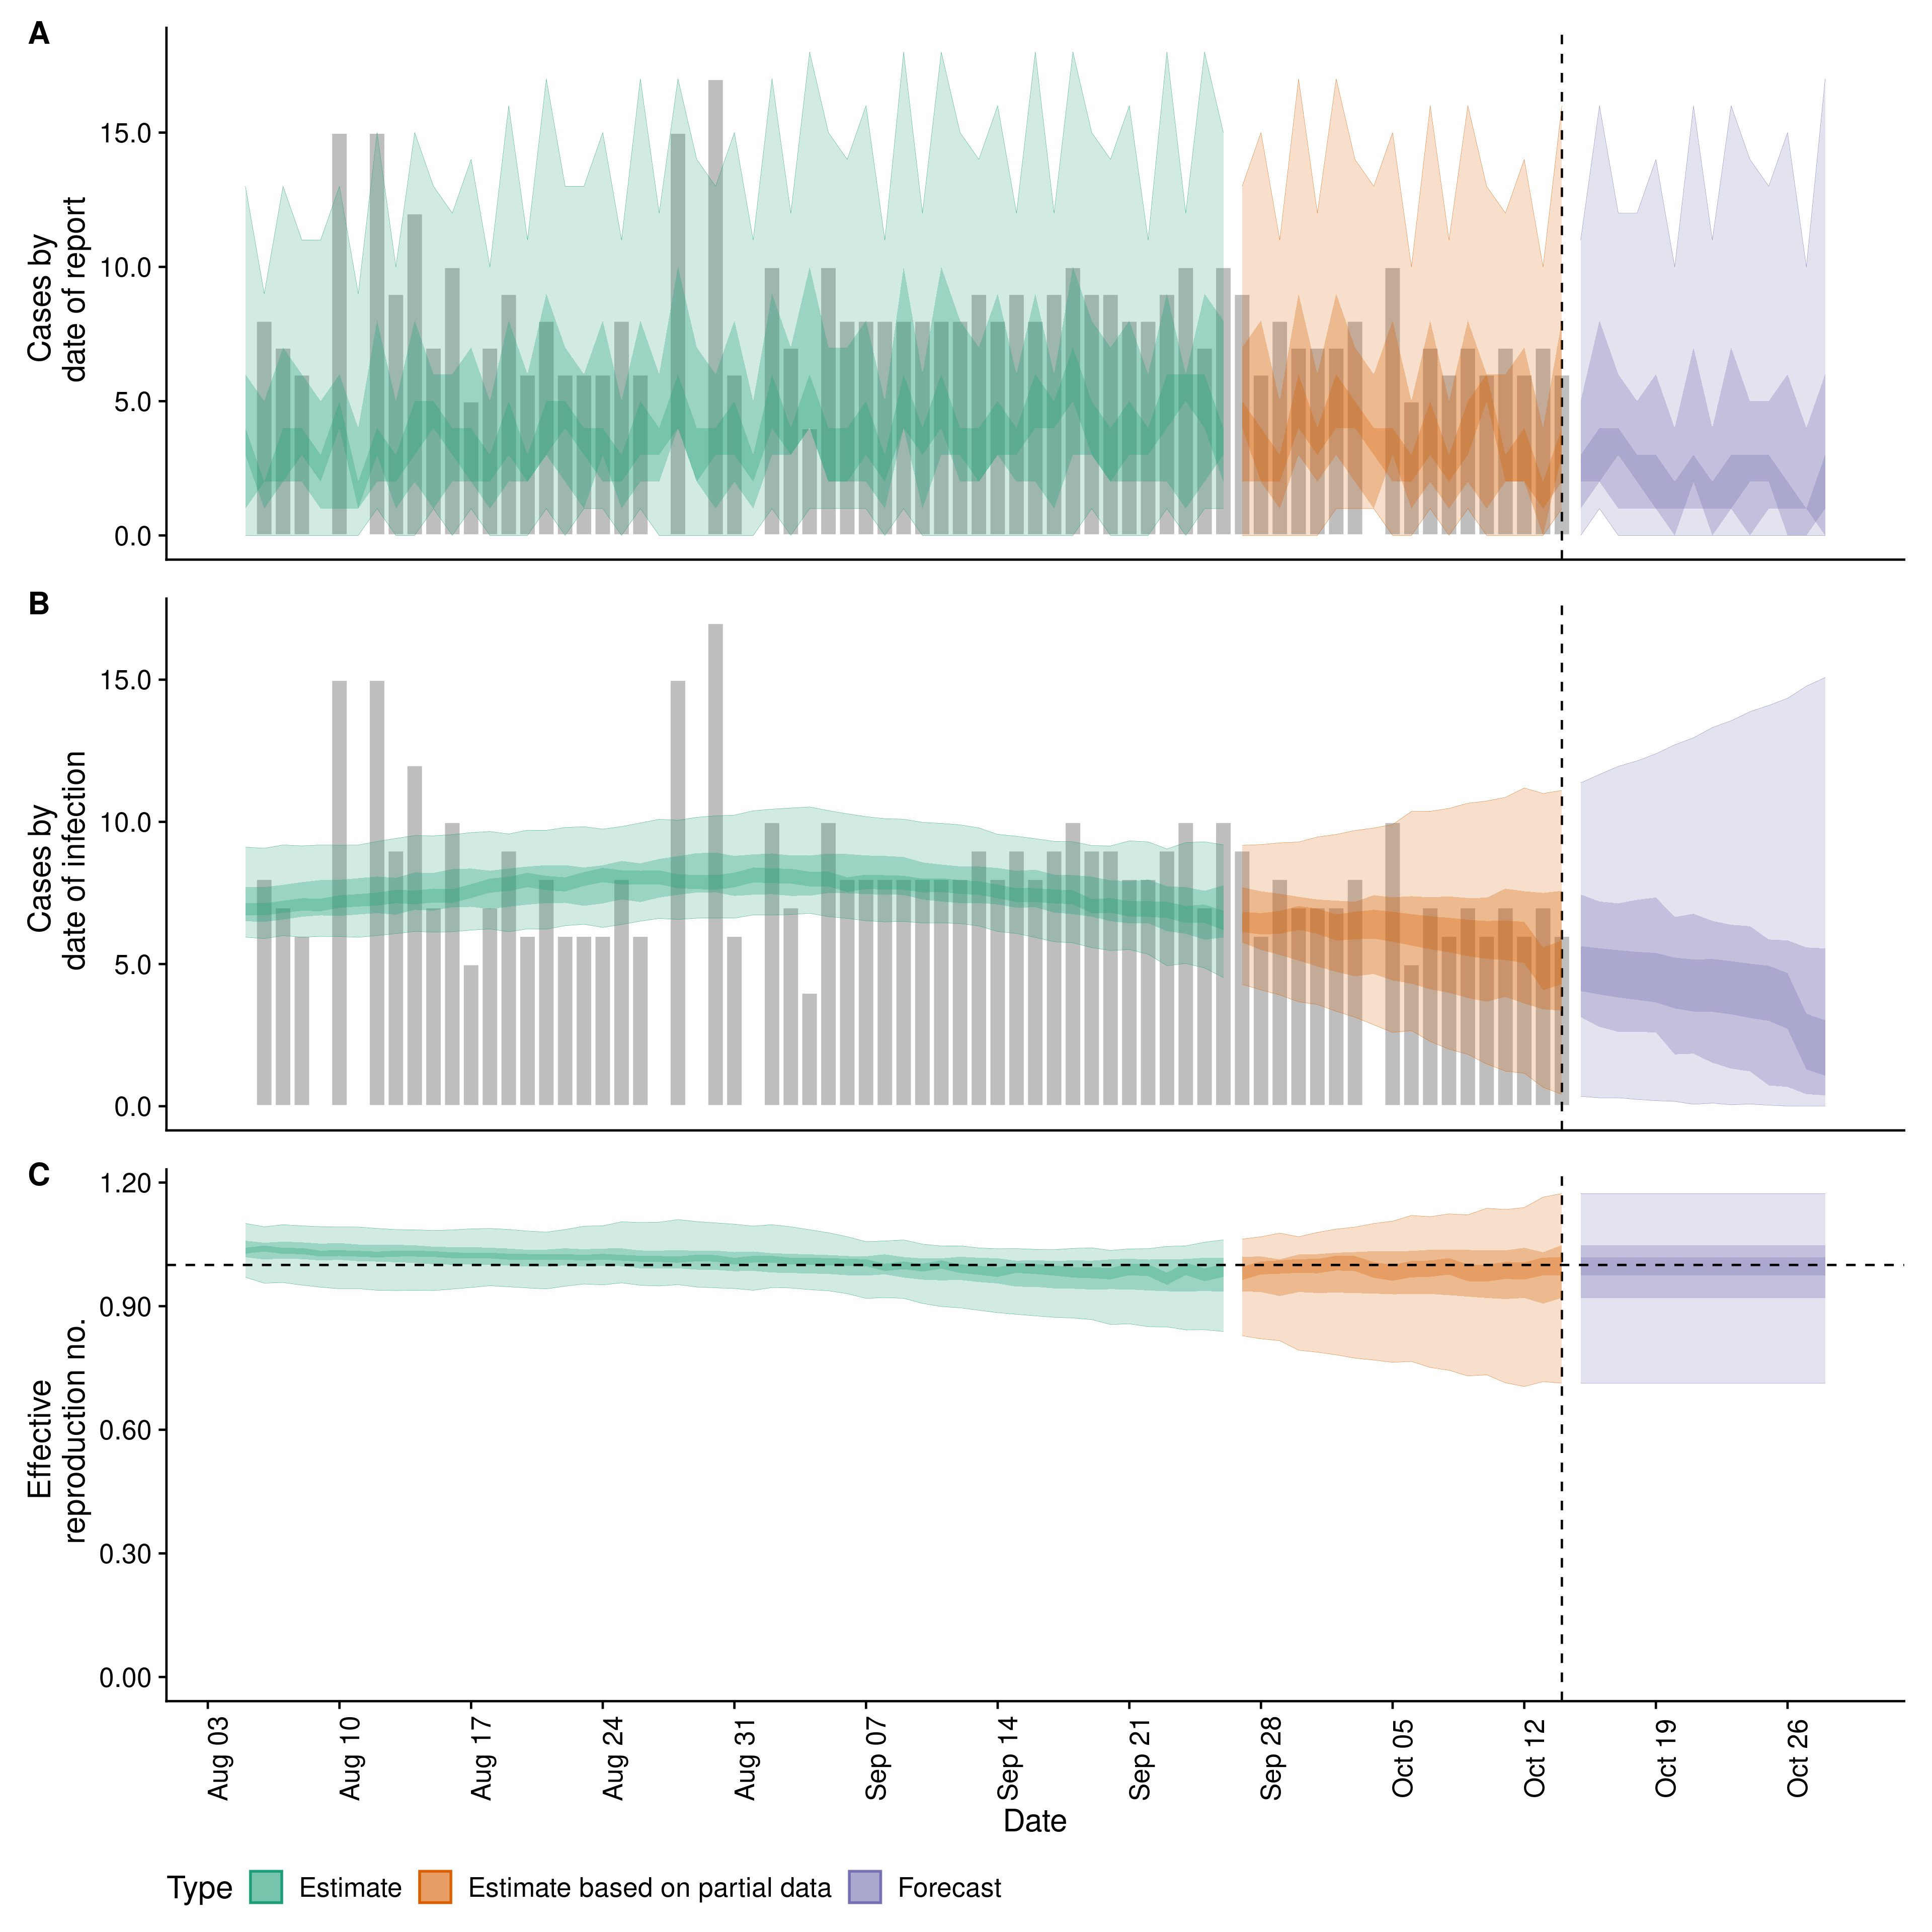 A
Cases by
date of report
15.0
10.0
5.0
0.0
B
Cases by
date of infection
15.0
10.0
5.0
0.0
C
Effective
reproduction no.
1.20
0.90
0.60
0.30
0.00
Aug 03
Aug 10
Aug 17
Aug 24
Aug 31
Sep 07
Sep 14
Sep 21
Sep 28
Oct 05
Oct 12
Oct 19
Oct 26
Date
Type Estimate Estimate based on partial data Forecast